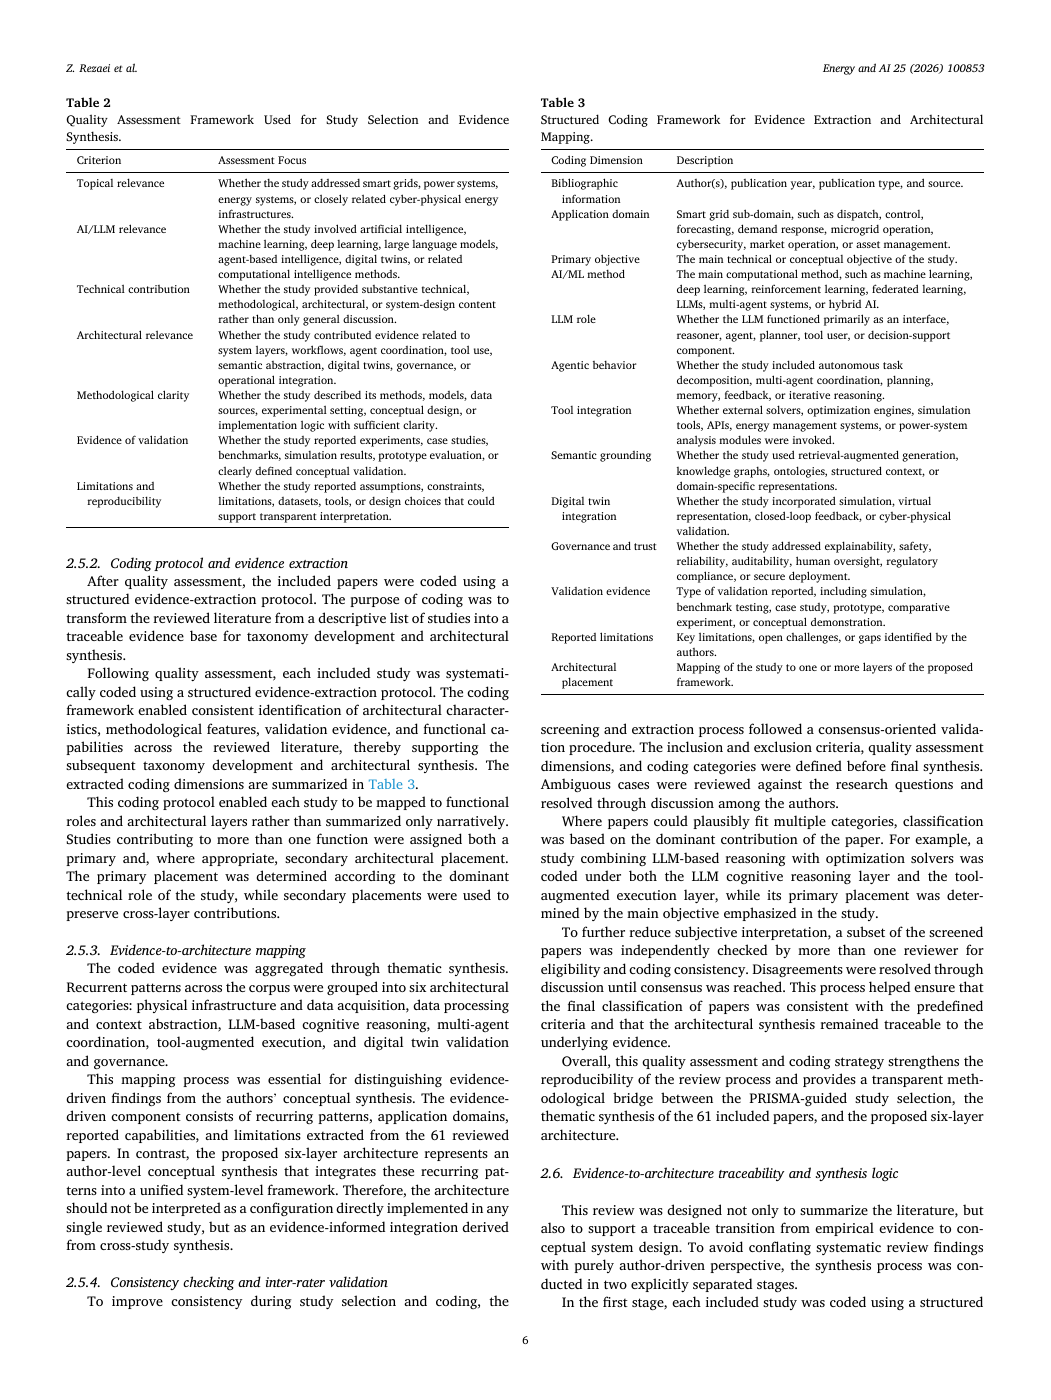 Z. Rezaei et al.
Energy and AI 25 (2026) 100853
Table 2
Quality Assessment Framework Used for Study Selection and Evidence
Synthesis.
Criterion Assessment Focus
Topical relevance Whether the study addressed smart grids, power systems,
energy systems, or closely related cyber-physical energy
infrastructures.
AI/LLM relevance Whether the study involved artificial intelligence,
machine learning, deep learning, large language models,
agent-based intelligence, digital twins, or related
computational intelligence methods.
Technical contribution Whether the study provided substantive technical,
methodological, architectural, or system-design content
rather than only general discussion.
Architectural relevance Whether the study contributed evidence related to
system layers, workflows, agent coordination, tool use,
semantic abstraction, digital twins, governance, or
operational integration.
Methodological clarity Whether the study described its methods, models, data
sources, experimental setting, conceptual design, or
implementation logic with sufficient clarity.
Evidence of validation Whether the study reported experiments, case studies,
benchmarks, simulation results, prototype evaluation, or
clearly defined conceptual validation.
Limitations and Whether the study reported assumptions, constraints,
reproducibility limitations, datasets, tools, or design choices that could
support transparent interpretation.
2.5.2. Coding protocol and evidence extraction
After quality assessment, the included papers were coded using a
structured evidence-extraction protocol. The purpose of coding was to
transform the reviewed literature from a descriptive list of studies into a
traceable evidence base for taxonomy development and architectural
synthesis.
Following quality assessment, each included study was systemati-
cally coded using a structured evidence-extraction protocol. The coding
framework enabled consistent identification of architectural character-
istics, methodological features, validation evidence, and functional ca-
pabilities across the reviewed literature, thereby supporting the
subsequent taxonomy development and architectural synthesis. The
extracted coding dimensions are summarized in Table 3.
This coding protocol enabled each study to be mapped to functional
roles and architectural layers rather than summarized only narratively.
Studies contributing to more than one function were assigned both a
primary and, where appropriate, secondary architectural placement.
The primary placement was determined according to the dominant
technical role of the study, while secondary placements were used to
preserve cross-layer contributions.
2.5.3. Evidence-to-architecture mapping
The coded evidence was aggregated through thematic synthesis.
Recurrent patterns across the corpus were grouped into six architectural
categories: physical infrastructure and data acquisition, data processing
and context abstraction, LLM-based cognitive reasoning, multi-agent
coordination, tool-augmented execution, and digital twin validation
and governance.
This mapping process was essential for distinguishing evidence-
driven findings from the authors' conceptual synthesis. The evidence-
driven component consists of recurring patterns, application domains,
reported capabilities, and limitations extracted from the 61 reviewed
papers. In contrast, the proposed six-layer architecture represents an
author-level conceptual synthesis that integrates these recurring pat-
terns into a unified system-level framework. Therefore, the architecture
should not be interpreted as a configuration directly implemented in any
single reviewed study, but as an evidence-informed integration derived
from cross-study synthesis.
2.5.4. Consistency checking and inter-rater validation
To improve consistency during study selection and coding, the
Table 3
Structured Coding Framework for Evidence Extraction and Architectural
Mapping.
Coding Dimension Description
Bibliographic Author(s), publication year, publication type, and source.
information
Application domain Smart grid sub-domain, such as dispatch, control,
forecasting, demand response, microgrid operation,
cybersecurity, market operation, or asset management.
Primary objective The main technical or conceptual objective of the study.
AI/ML method The main computational method, such as machine learning,
deep learning, reinforcement learning, federated learning,
LLMs, multi-agent systems, or hybrid AI.
LLM role Whether the LLM functioned primarily as an interface,
reasoner, agent, planner, tool user, or decision-support
component.
Agentic behavior Whether the study included autonomous task
decomposition, multi-agent coordination, planning,
memory, feedback, or iterative reasoning.
Tool integration Whether external solvers, optimization engines, simulation
tools, APIs, energy management systems, or power-system
analysis modules were invoked.
Semantic grounding Whether the study used retrieval-augmented generation,
knowledge graphs, ontologies, structured context, or
domain-specific representations.
Digital twin Whether the study incorporated simulation, virtual
integration representation, closed-loop feedback, or cyber-physical
validation.
Governance and trust Whether the study addressed explainability, safety,
reliability, auditability, human oversight, regulatory
compliance, or secure deployment.
Validation evidence Type of validation reported, including simulation,
benchmark testing, case study, prototype, comparative
experiment, or conceptual demonstration.
Reported limitations Key limitations, open challenges, or gaps identified by the
authors.
Architectural Mapping of the study to one or more layers of the proposed
placement framework.
screening and extraction process followed a consensus-oriented valida-
tion procedure. The inclusion and exclusion criteria, quality assessment
dimensions, and coding categories were defined before final synthesis.
Ambiguous cases were reviewed against the research questions and
resolved through discussion among the authors.
Where papers could plausibly fit multiple categories, classification
was based on the dominant contribution of the paper. For example, a
study combining LLM-based reasoning with optimization solvers was
coded under both the LLM cognitive reasoning layer and the tool-
augmented execution layer, while its primary placement was deter-
mined by the main objective emphasized in the study.
To further reduce subjective interpretation, a subset of the screened
papers was independently checked by more than one reviewer for
eligibility and coding consistency. Disagreements were resolved through
discussion until consensus was reached. This process helped ensure that
the final classification of papers was consistent with the predefined
criteria and that the architectural synthesis remained traceable to the
underlying evidence.
Overall, this quality assessment and coding strategy strengthens the
reproducibility of the review process and provides a transparent meth-
odological bridge between the PRISMA-guided study selection, the
thematic synthesis of the 61 included papers, and the proposed six-layer
architecture.
2.6. Evidence-to-architecture traceability and synthesis logic
This review was designed not only to summarize the literature, but
also to support a traceable transition from empirical evidence to con-
ceptual system design. To avoid conflating systematic review findings
with purely author-driven perspective, the synthesis process was con-
ducted in two explicitly separated stages.
In the first stage, each included study was coded using a structured
6